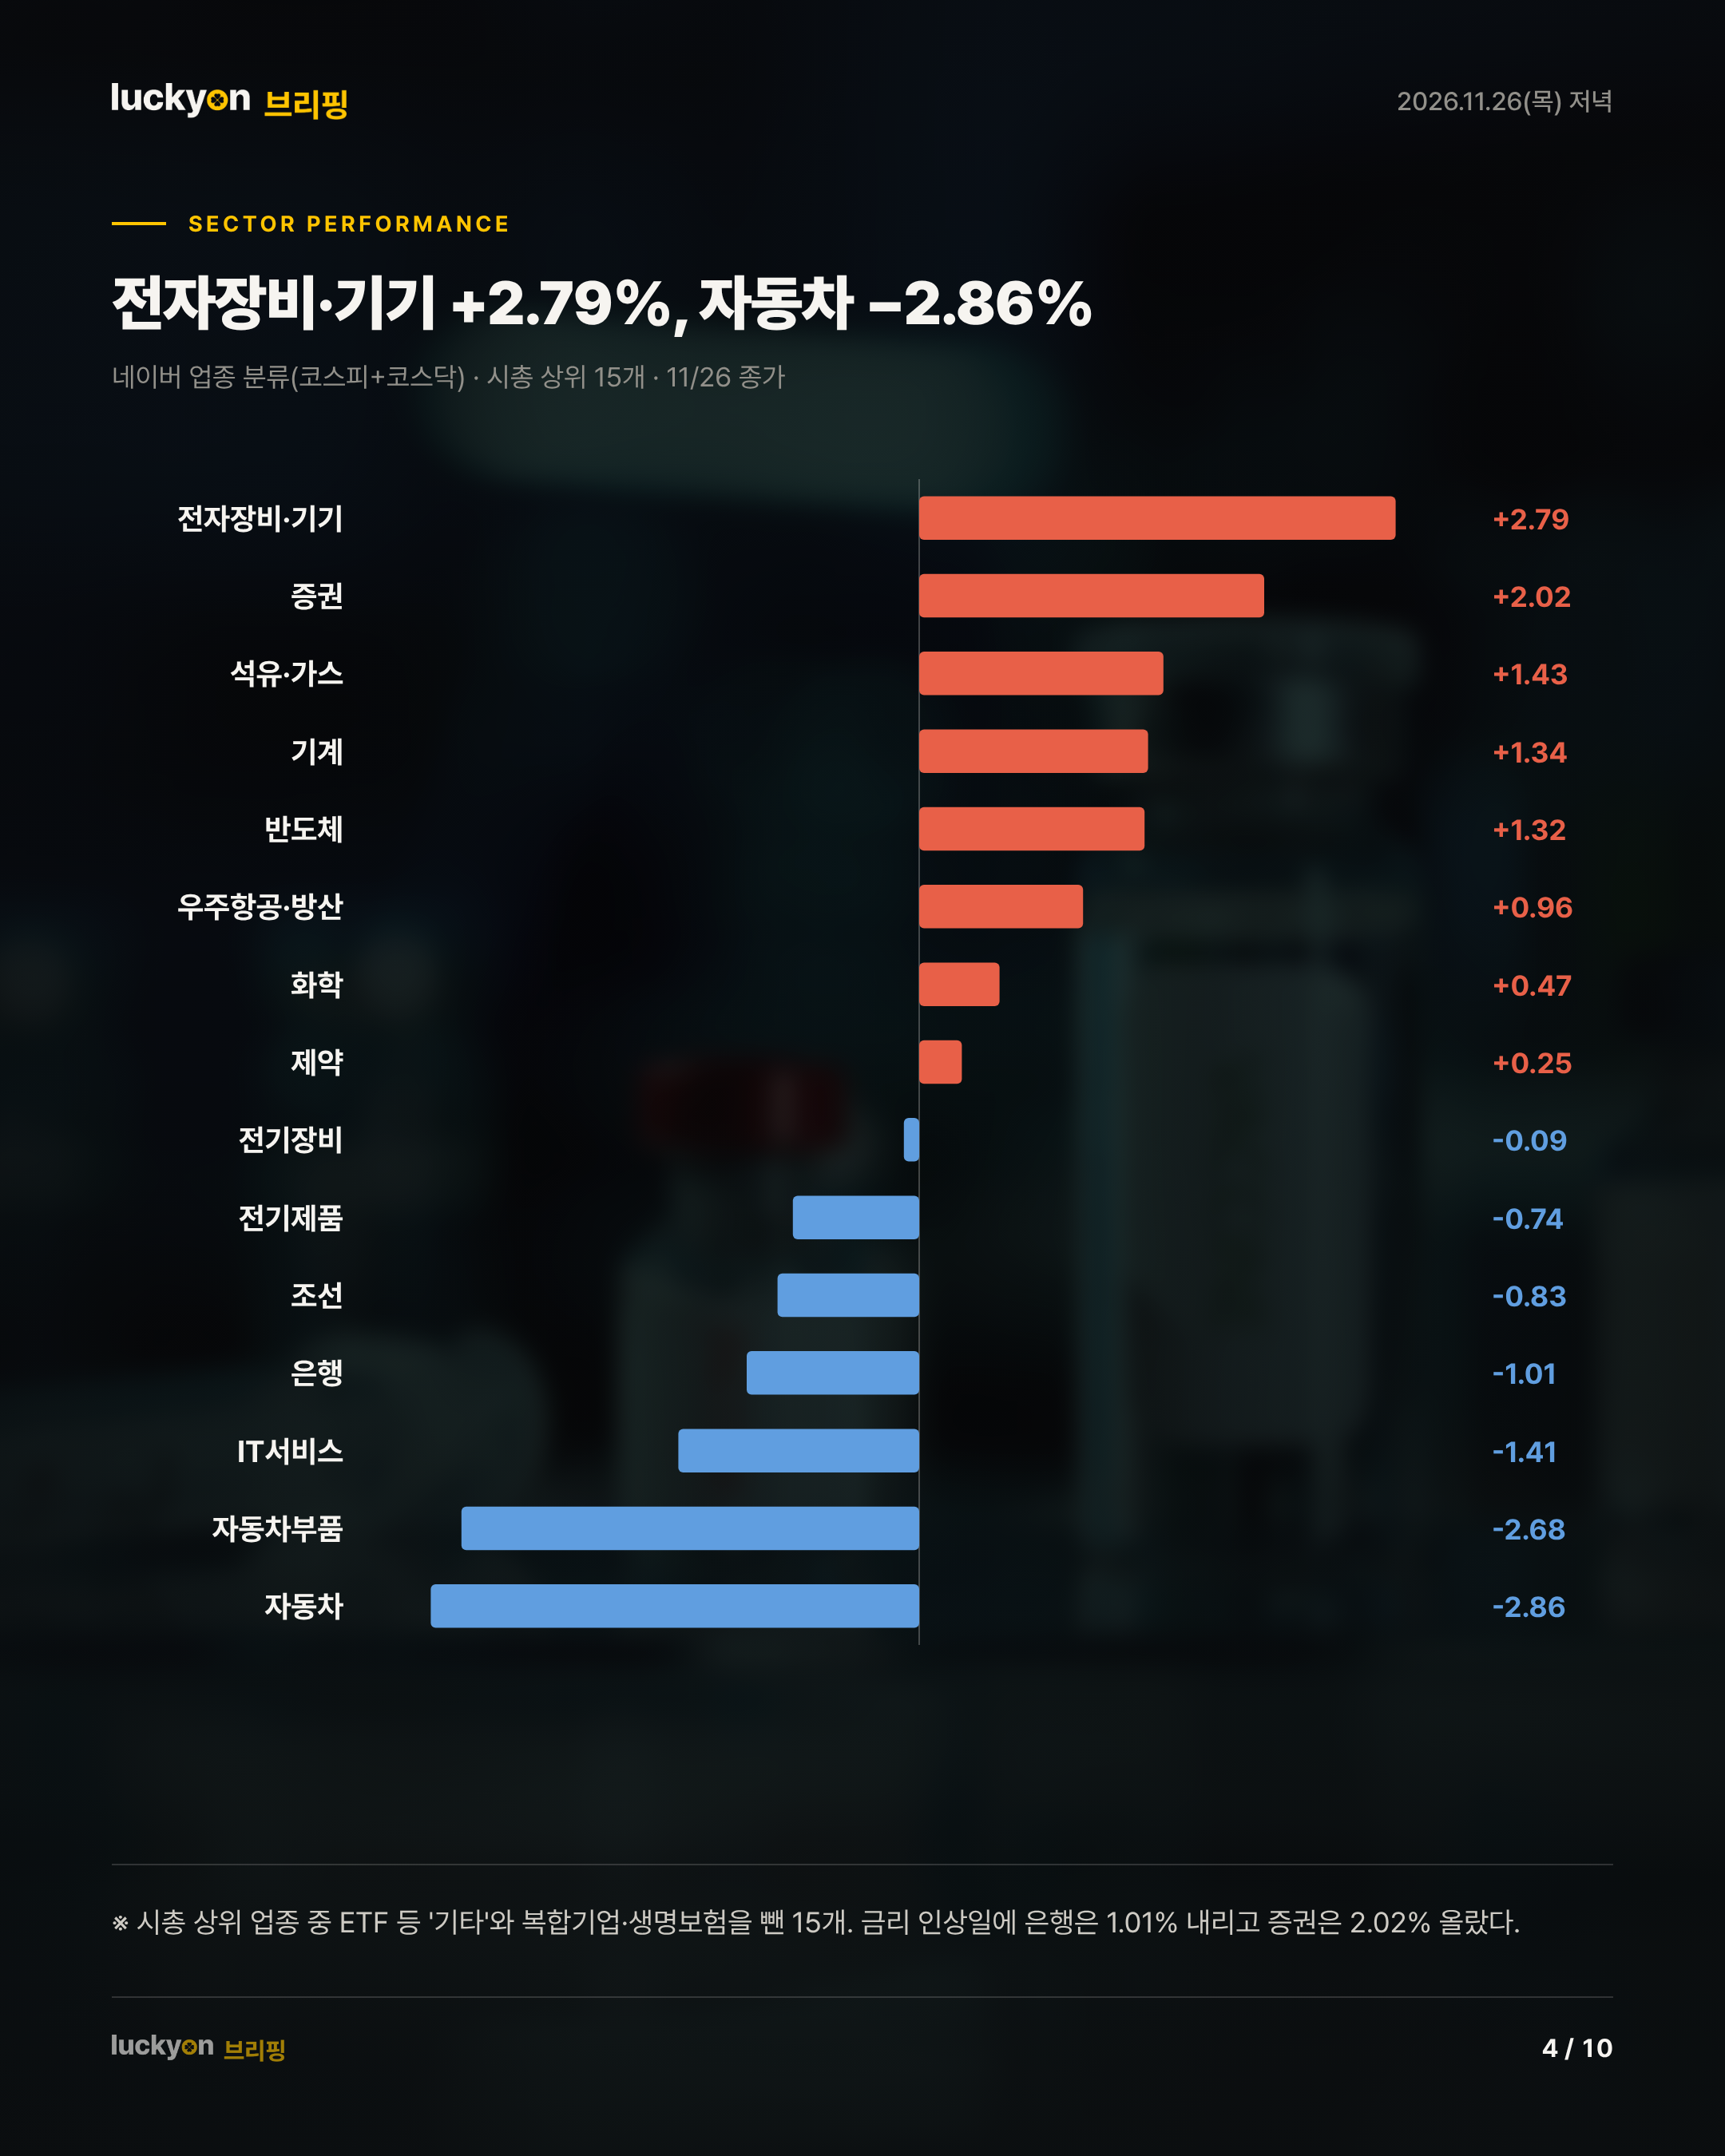 luckyon 브리핑
2026.11.26(목) 저녁
SECTOR PERFORMANCE
전자장비·기기 +2.79%, 자동차 −2.86%
네이버 업종 분류(코스피+코스닥) · 시총 상위 15개 · 11/26 종가
전자장비·기기 +2.79
증권 +2.02
석유·가스 +1.43
기계 +1.34
반도체 +1.32
우주항공·방산 +0.96
화학 +0.47
제약 +0.25
전기장비 -0.09
전기제품 -0.74
조선 -0.83
은행 -1.01
IT서비스 -1.41
자동차부품 -2.68
자동차 -2.86
※ 시총 상위 업종 중 ETF 등 '기타'와 복합기업·생명보험을 뺀 15개. 금리 인상일에 은행은 1.01% 내리고 증권은 2.02% 올랐다.
luckyon 브리핑
4 / 10